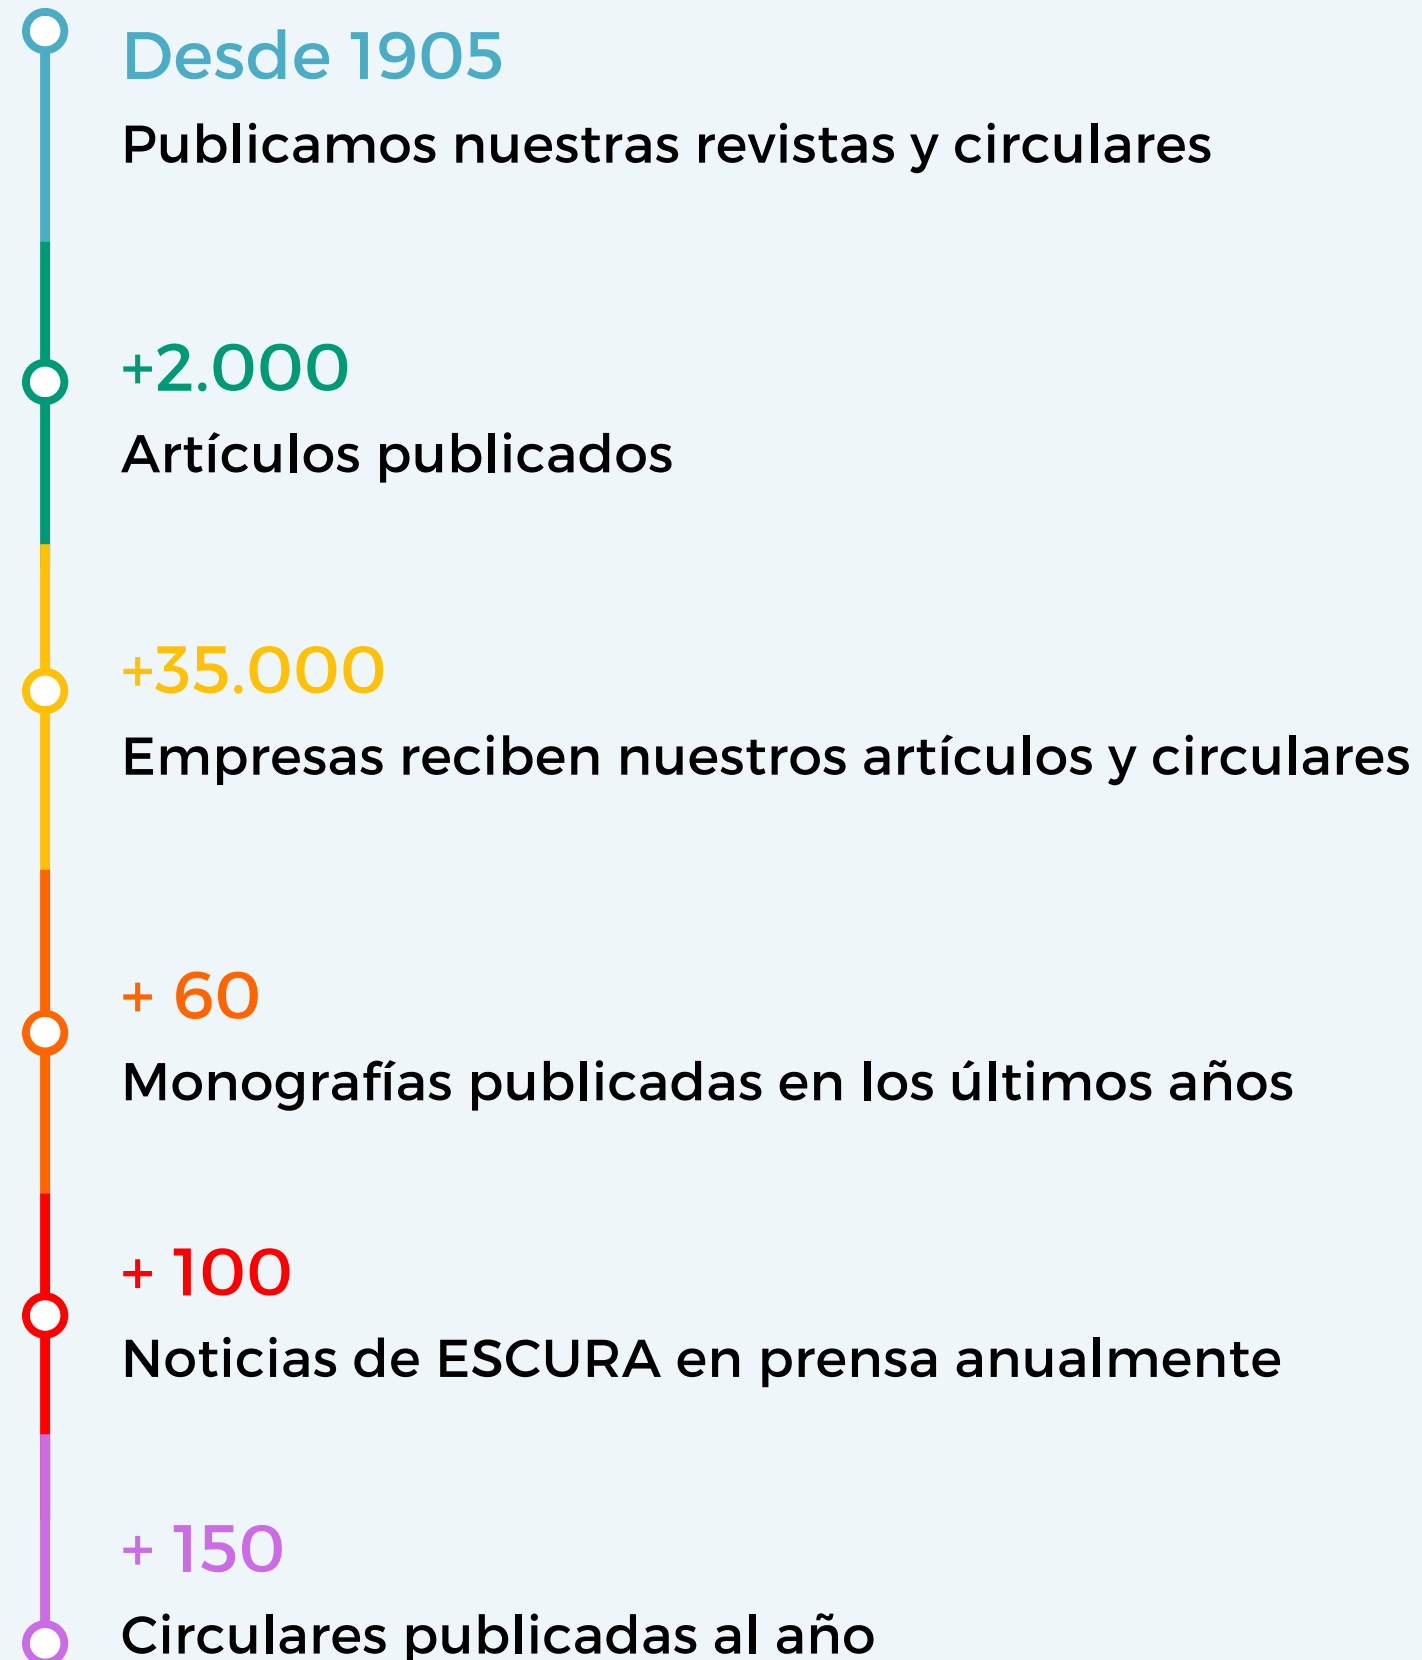 Desde 1905
Publicamos nuestras revistas y circulares
+2.000
Artículos publicados
+35.000
Empresas reciben nuestros artículos y circulares
+ 60
Monografías publicadas en los últimos años
+ 100
Noticias de ESCURA en prensa anualmente
+ 150
Circulares publicadas al año